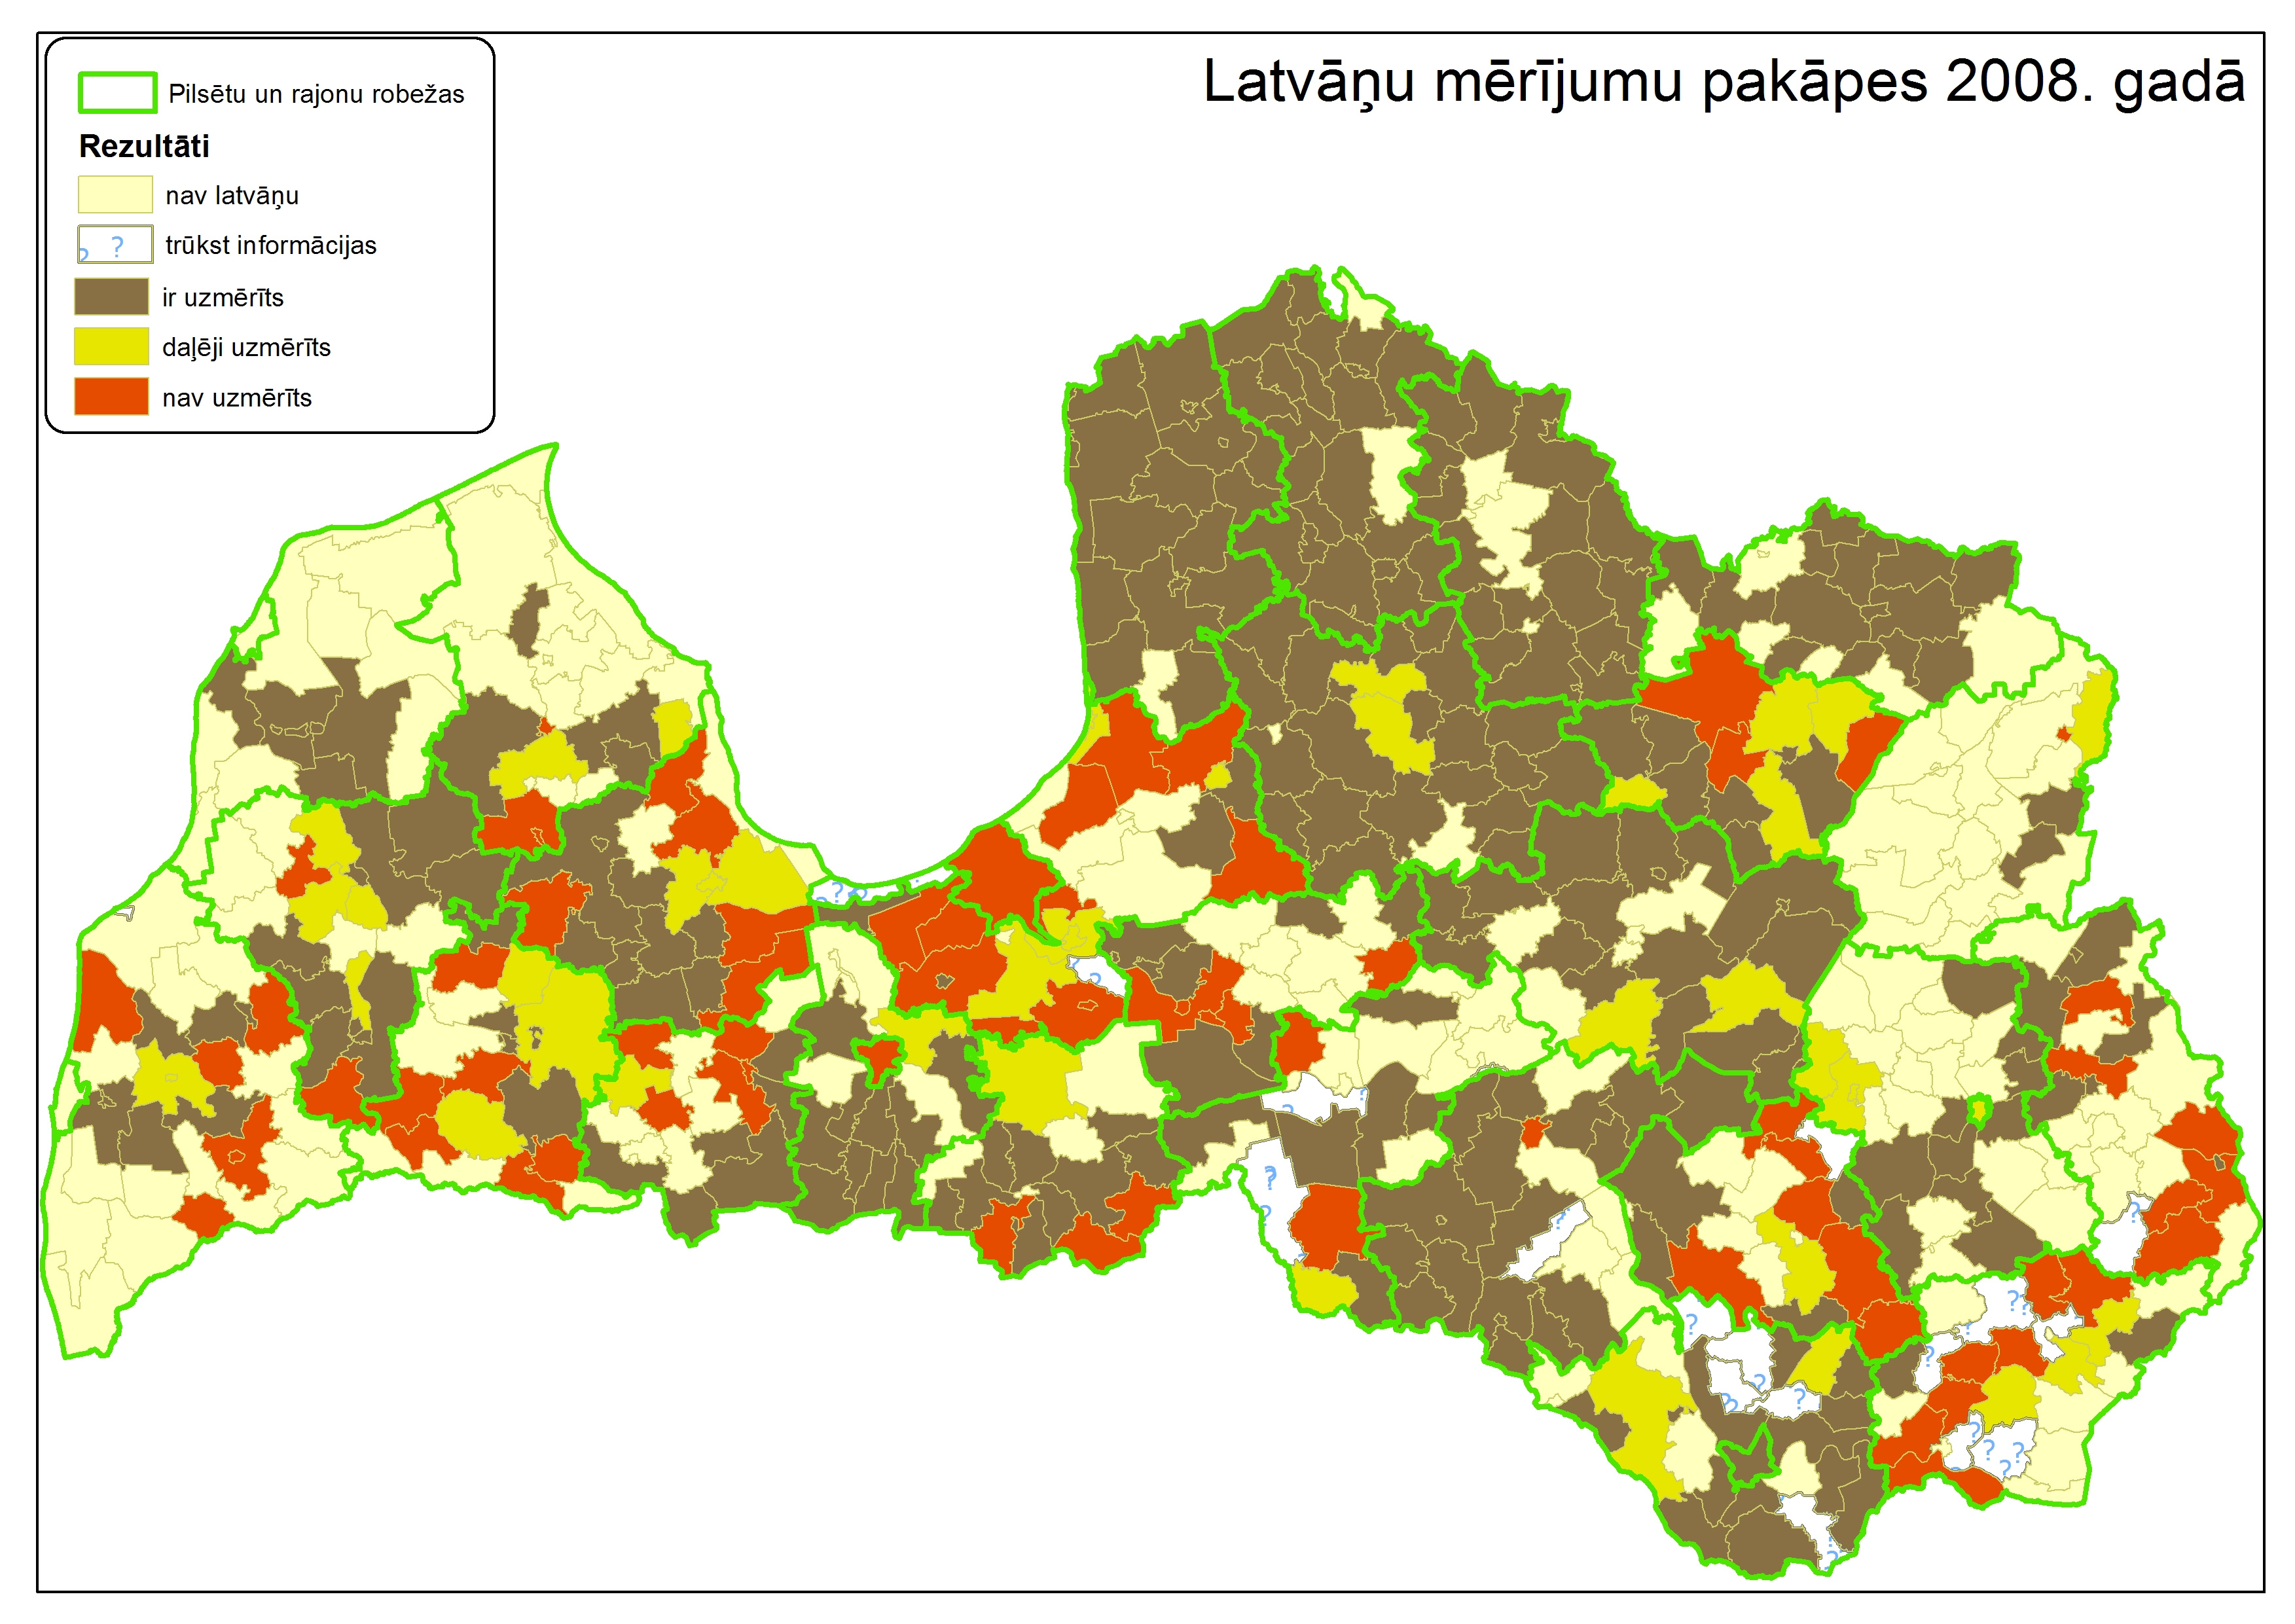 Latvāņu mērījumu pakāpes 2008. gadā
Pilsētu un rajonu robežas
Rezultāti
nav latvāņu
? ? trūkst informācijas
ir uzmērīts
daļēji uzmērīts
nav uzmērīts